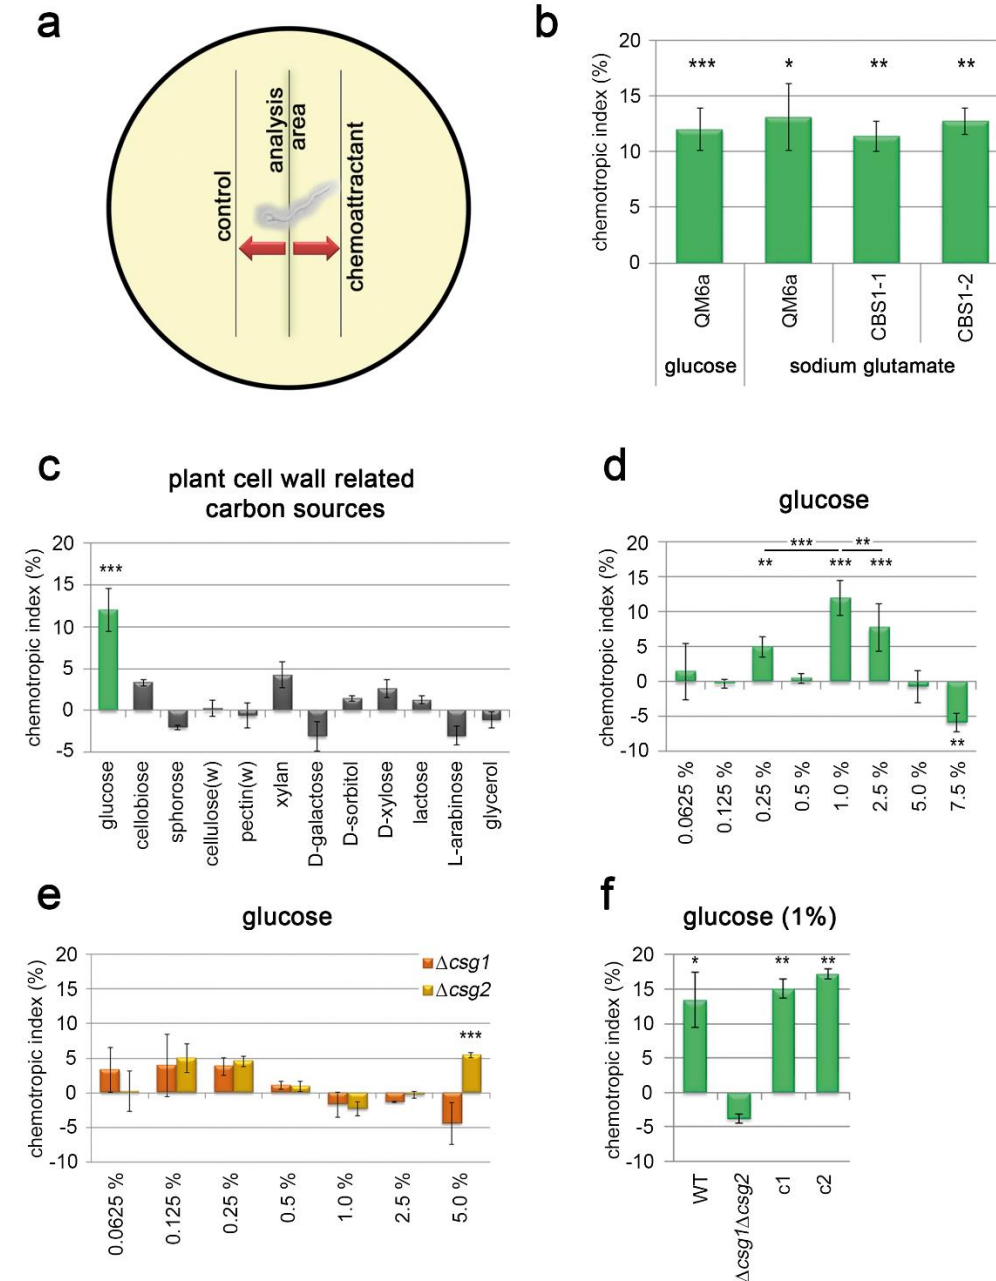 a
control
analysis
area
chemoattractant
b
chemotropic index (%)
20
15
10
5
0
***
*
**
**
QM6a
QM6a
CBS1-1
CBS1-2
glucose
sodium glutamate
c
plant cell wall related
carbon sources
chemotropic index (%)
20
15
10
5
0
-5
***
glucose
cellobiose
sphorose
cellulose(w)
pectin(w)
xylan
D-galactose
D-sorbitol
D-xylose
lactose
L-arabinose
glycerol
d
glucose
chemotropic index (%)
20
15
10
5
0
-5
-10
***
**
**
***
***
**
0.0625 %
0.125 %
0.25 %
0.5 %
1.0 %
2.5 %
5.0 %
7.5 %
e
glucose
chemotropic index (%)
20
15
10
5
0
-5
-10
Δcsg1
Δcsg2
***
0.0625 %
0.125 %
0.25 %
0.5 %
1.0 %
2.5 %
5.0 %
f
glucose (1%)
chemotropic index (%)
20
15
10
5
0
-5
-10
*
**
**
WT
Δcsg1Δcsg2
c1
c2